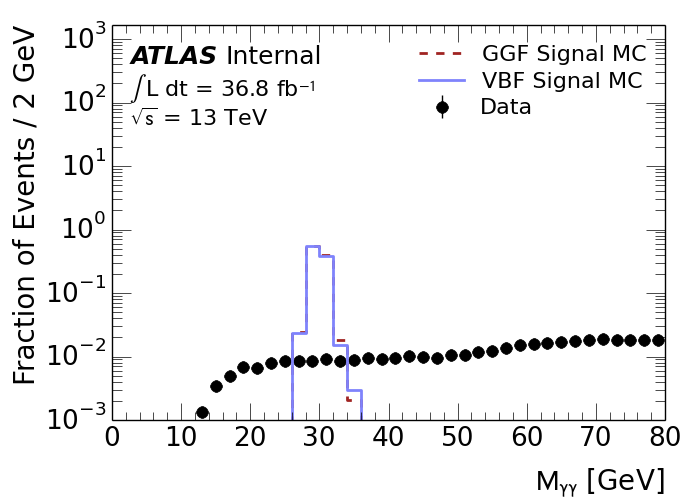 ATLAS Internal
∫L dt = 36.8 fb⁻¹
√s = 13 TeV
GGF Signal MC
VBF Signal MC
Data
Fraction of Events / 2 GeV
10³
10²
10¹
10⁰
10⁻¹
10⁻²
10⁻³
0 10 20 30 40 50 60 70 80
Mγγ [GeV]